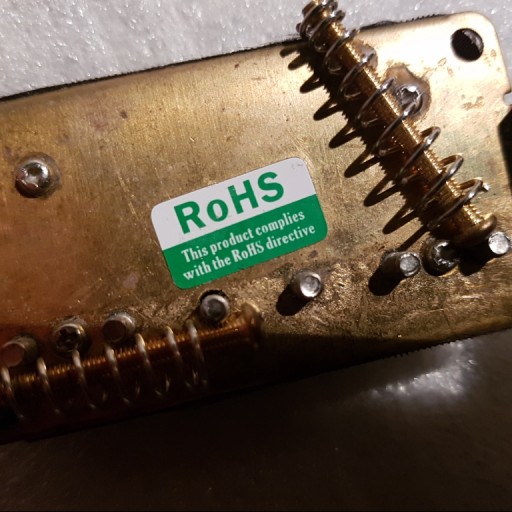 RoHS
This product complies
with the RoHS directive